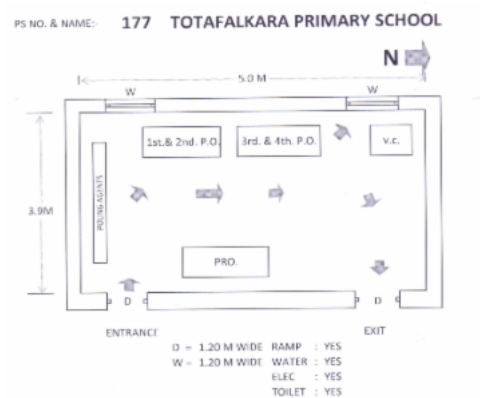 PS NO. & NAME:- 177 TOTAFALKARA PRIMARY SCHOOL
N
5.0 M
W W
1st.& 2nd. P.O. 3rd. & 4th. P.O. V.C.
POLING AGENTS
3.9M
PRO.
D D
ENTRANCE EXIT
D = 1.20 M WIDE RAMP : YES
W – 1.20 M WIDE WATER : YES
ELEC : YES
TOILET : YES